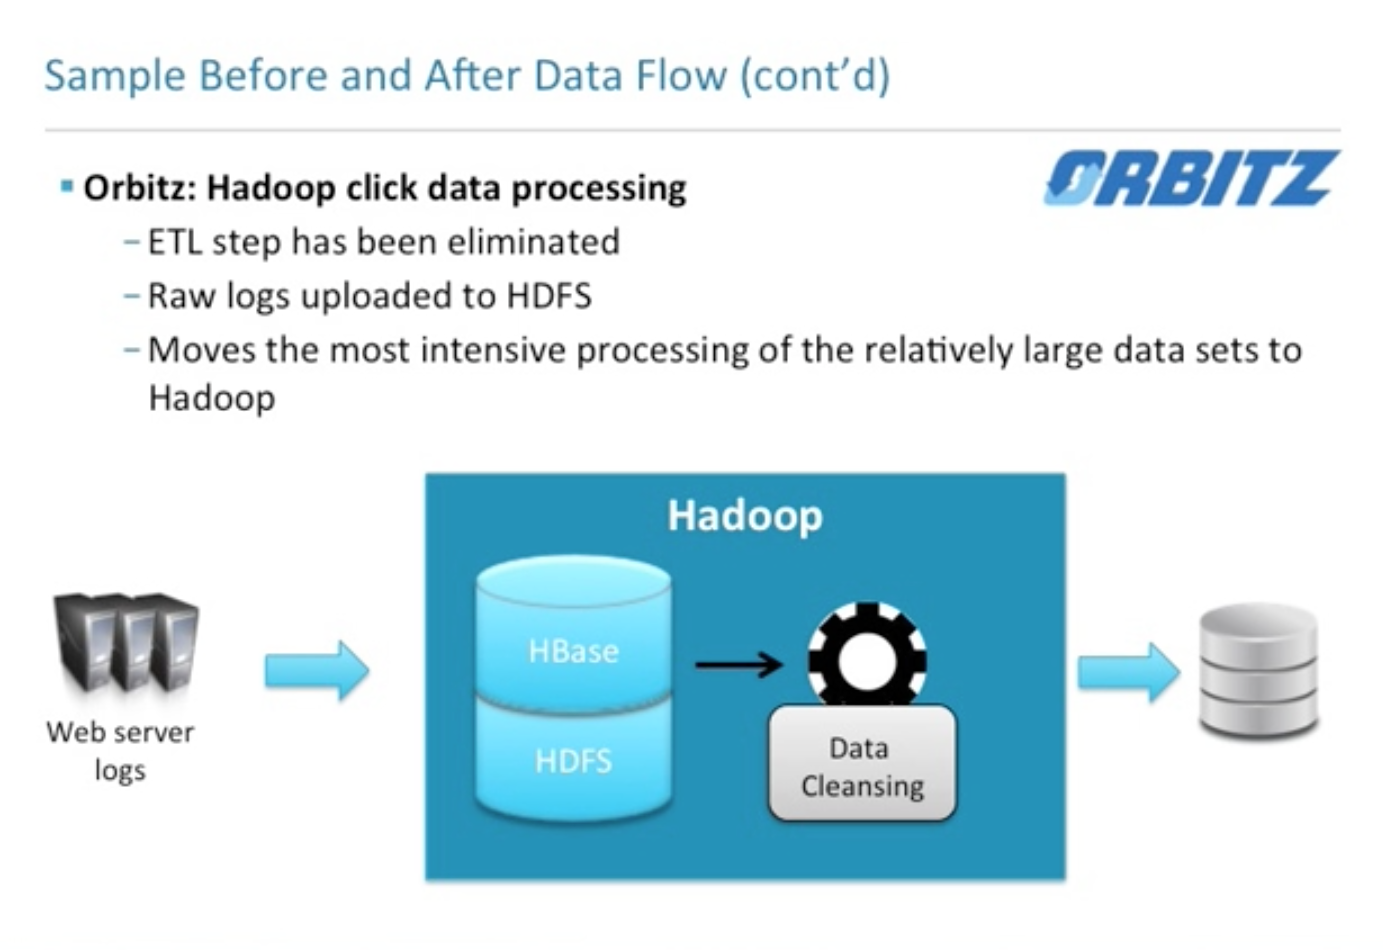 Sample Before and After Data Flow (cont’d)
ORBITZ
▪ Orbitz: Hadoop click data processing
– ETL step has been eliminated
– Raw logs uploaded to HDFS
– Moves the most intensive processing of the relatively large data sets to
Hadoop
Hadoop
HBase
HDFS
Data
Cleansing
Web server
logs